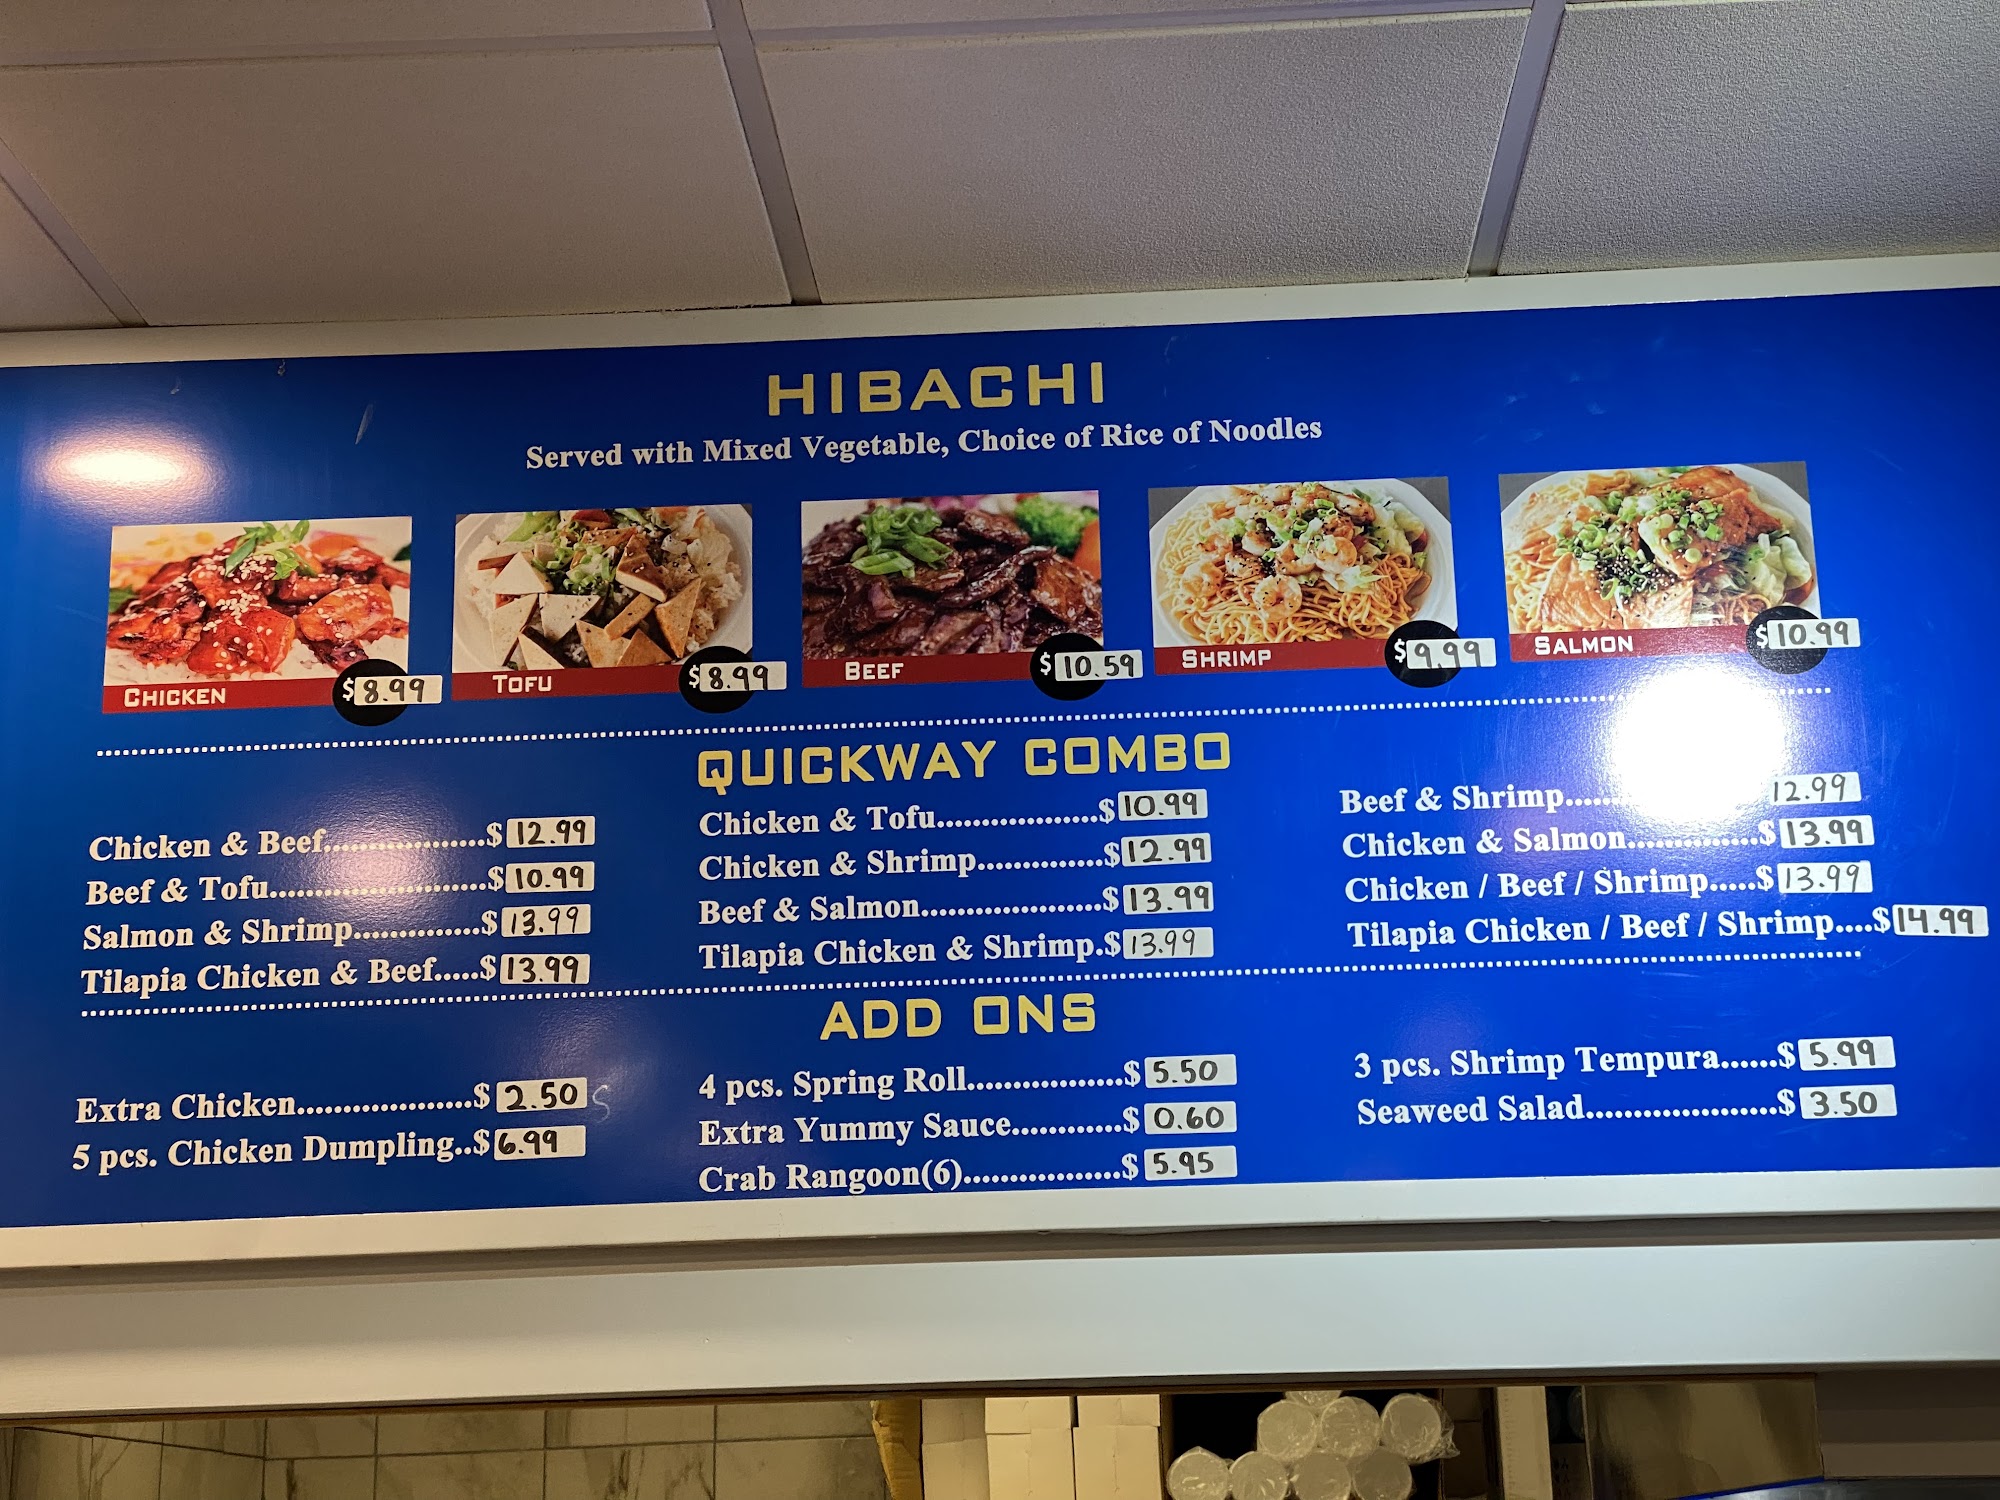 HIBACHI
Served with Mixed Vegetable, Choice of Rice of Noodles
CHICKEN $8.99
TOFU $8.99
BEEF $10.59
SHRIMP $9.99
SALMON $10.99
QUICKWAY COMBO
Chicken & Beef..................$12.99
Beef & Tofu........................$10.99
Salmon & Shrimp..............$13.99
Tilapia Chicken & Beef.....$13.99
Chicken & Tofu..................$10.99
Chicken & Shrimp..............$12.99
Beef & Salmon....................$13.99
Tilapia Chicken & Shrimp.$13.99
Beef & Shrimp...... 12.99
Chicken & Salmon..............$13.99
Chicken / Beef / Shrimp.....$13.99
Tilapia Chicken / Beef / Shrimp....$14.99
ADD ONS
Extra Chicken...................$2.50
5 pcs. Chicken Dumpling..$6.99
4 pcs. Spring Roll.................$5.50
Extra Yummy Sauce............$0.60
Crab Rangoon(6).................$5.95
3 pcs. Shrimp Tempura......$5.99
Seaweed Salad.....................$3.50